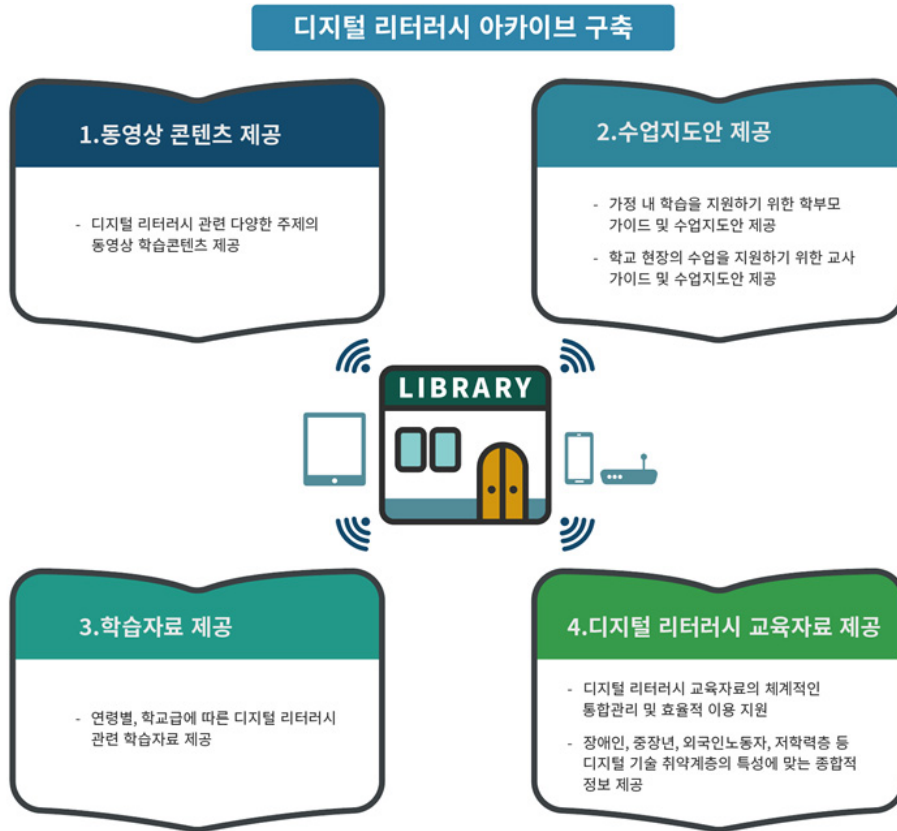 디지털 리터러시 아카이브 구축
1.동영상 콘텐츠 제공
- 디지털 리터러시 관련 다양한 주제의
동영상 학습콘텐츠 제공
2.수업지도안 제공
- 가정 내 학습을 지원하기 위한 학부모
가이드 및 수업지도안 제공
- 학교 현장의 수업을 지원하기 위한 교사
가이드 및 수업지도안 제공
LIBRARY
3.학습자료 제공
- 연령별, 학교급에 따른 디지털 리터러시
관련 학습자료 제공
4.디지털 리터러시 교육자료 제공
- 디지털 리터러시 교육자료의 체계적인
통합관리 및 효율적 이용 지원
- 장애인, 중장년, 외국인노동자, 저학력층 등
디지털 기술 취약계층의 특성에 맞는 종합적
정보 제공